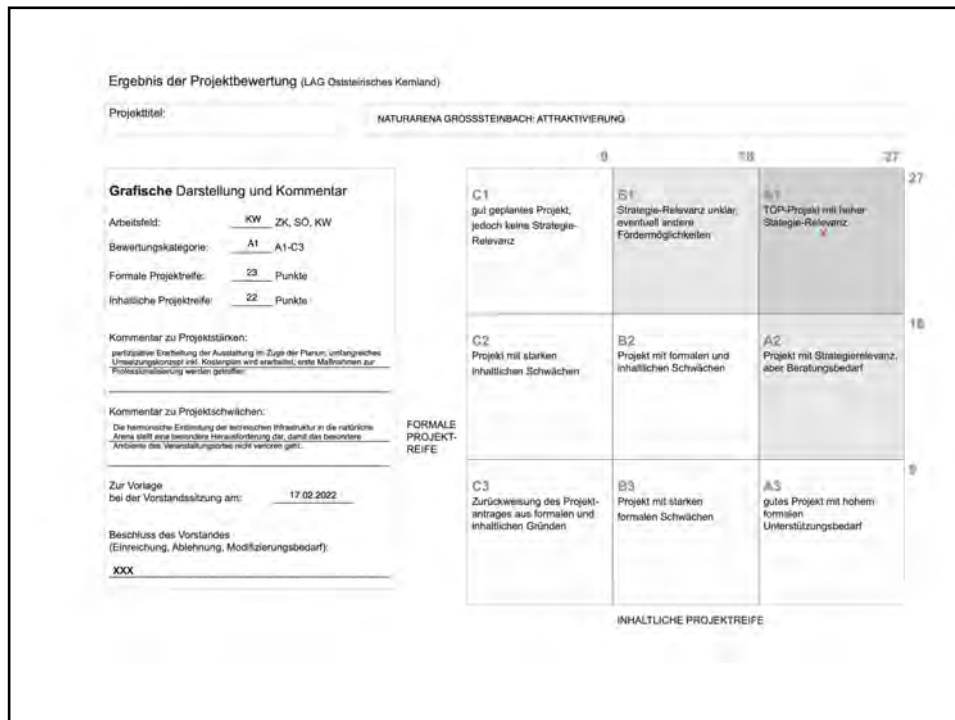 Ergebnis der Projektbewertung (LAG Oststeirisches Kernland)
Projekttitel:
NATURARENA GROSSSTEINBACH: ATTRAKTIVIERUNG
9 18 27
27
Grafische Darstellung und Kommentar
Arbeitsfeld: KW ZK, SÖ, KW
Bewertungskategorie: A1 A1-C3
Formale Projektreife: 23 Punkte
Inhaltliche Projektreife: 22 Punkte
Kommentar zu Projektstärken:
partizipative Erarbeitung der Ausstattung im Zuge der Planun, umfangreiches
Umsetzungskonzept inkl. Kostenplan wird erarbeitet, erste Maßnahmen zur
Professionalisierung werden getroffen
Kommentar zu Projektschwächen:
Die harmonische Einbindung der technischen Infrastruktur in die natürliche
Arena stellt eine besondere Herausforderung dar, damit das besondere
Ambiente des Veranstaltungsortes nicht verloren geht.
Zur Vorlage
bei der Vorstandssitzung am: 17.02.2022
Beschluss des Vorstandes
(Einreichung, Ablehnung, Modifizierungsbedarf):
XXX
FORMALE
PROJEKT-
REIFE
C1
gut geplantes Projekt,
jedoch keine Strategie-
Relevanz
B1
Strategie-Relevanz unklar,
eventuell andere
Fördermöglichkeiten
A1
TOP-Projekt mit hoher
Stategie-Relevanz
X
18
C2
Projekt mit starken
inhaltlichen Schwächen
B2
Projekt mit formalen und
inhaltlichen Schwächen
A2
Projekt mit Strategierelevanz,
aber Beratungsbedarf
9
C3
Zurückweisung des Projekt-
antrages aus formalen und
inhaltlichen Gründen
B3
Projekt mit starken
formalen Schwächen
A3
gutes Projekt mit hohem
formalen
Unterstützungsbedarf
INHALTLICHE PROJEKTREIFE